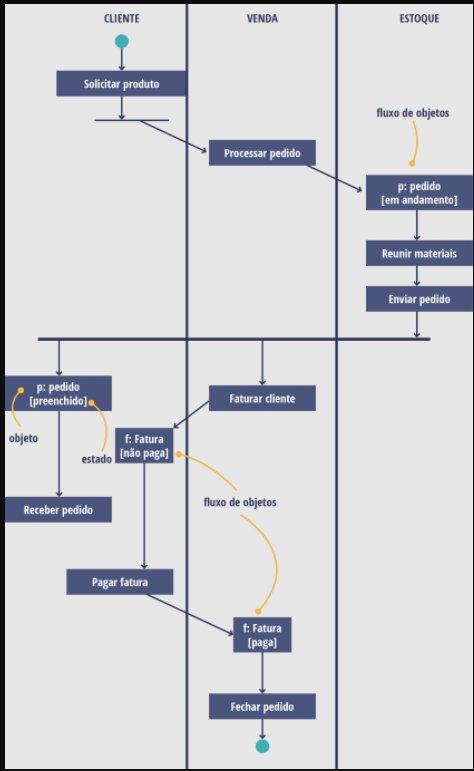 CLIENTE
VENDA
ESTOQUE
Solicitar produto
fluxo de objetos
Processar pedido
p: pedido
[em andamento]
Reunir materiais
Enviar pedido
p: pedido
[preenchido]
Faturar cliente
objeto
estado
f: Fatura
[não paga]
fluxo de objetos
Receber pedido
Pagar fatura
f: Fatura
[paga]
Fechar pedido